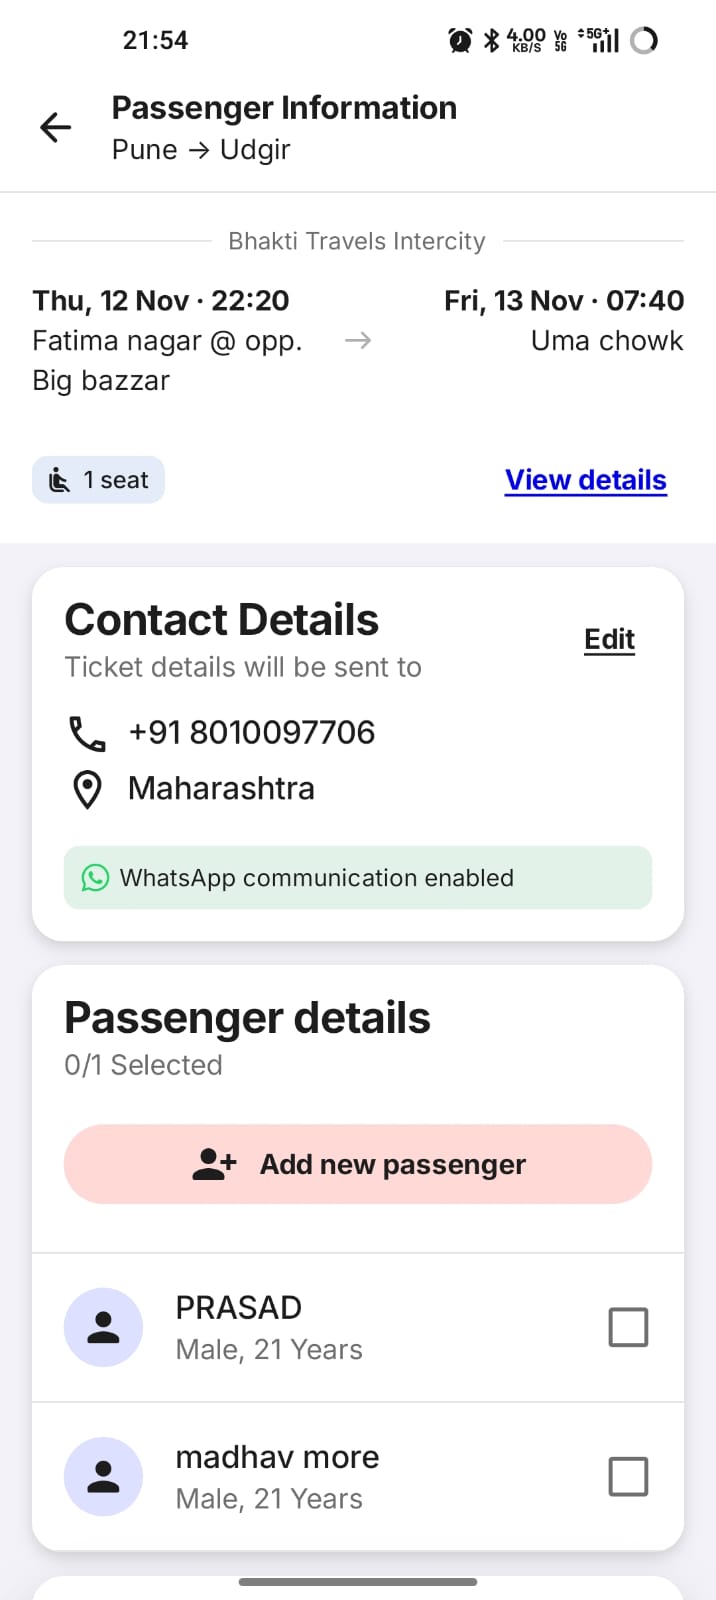 21:54
4.00 KB/S Vo 5G 5G+
Passenger Information
Pune → Udgir
Bhakti Travels Intercity
Thu, 12 Nov · 22:20
Fatima nagar @ opp.
Big bazzar
→
Fri, 13 Nov · 07:40
Uma chowk
1 seat
View details
Contact Details
Edit
Ticket details will be sent to
+91 8010097706
Maharashtra
WhatsApp communication enabled
Passenger details
0/1 Selected
Add new passenger
PRASAD
Male, 21 Years
madhav more
Male, 21 Years